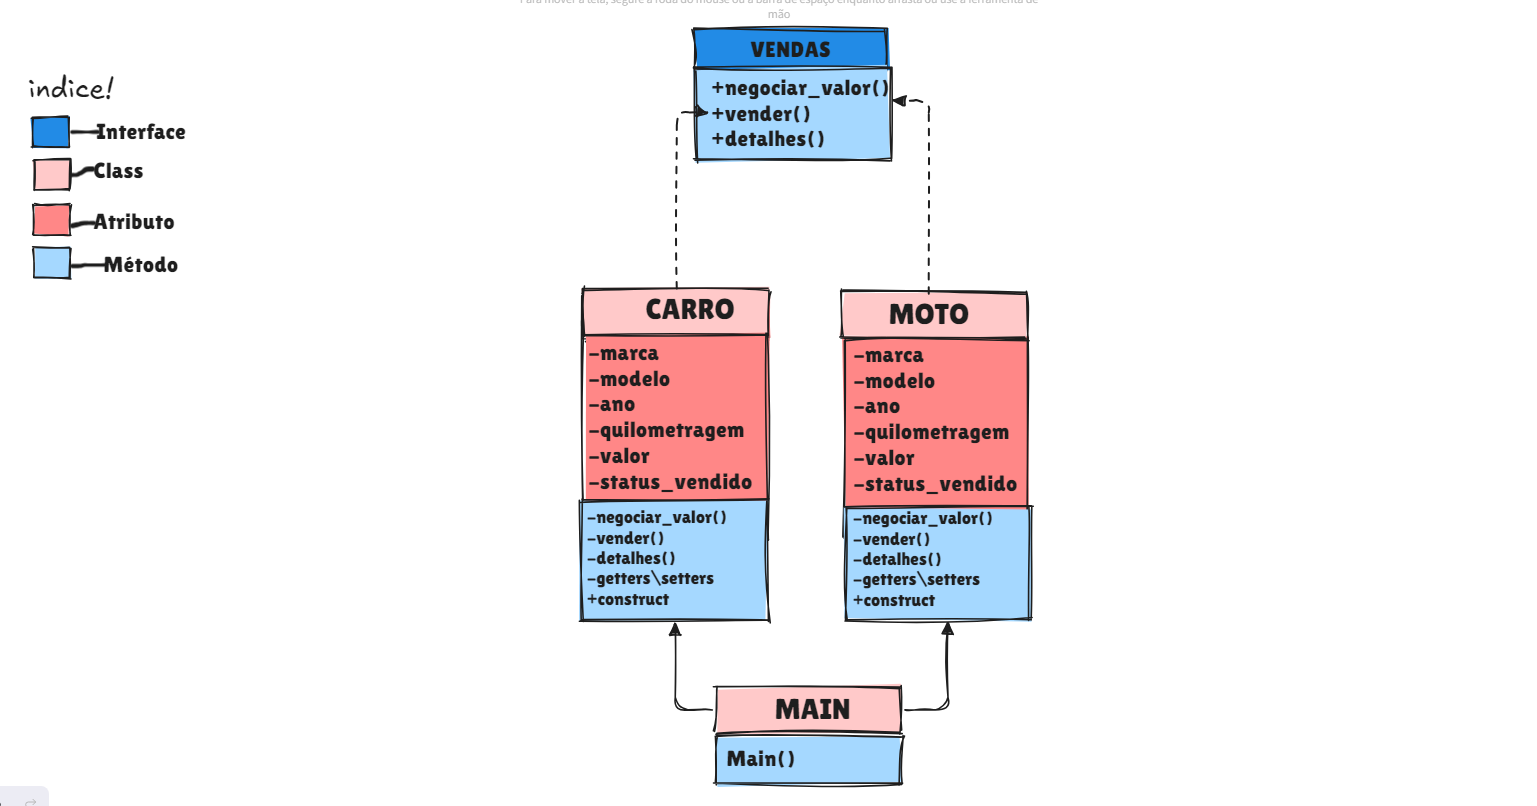 Para mover a tela, segure a roda do mouse ou a barra de espaço enquanto arrasta ou use a ferramenta de
mão
indice!
Interface
Class
Atributo
Método
VENDAS
+negociar_valor()
+vender()
+detalhes()
CARRO
-marca
-modelo
-ano
-quilometragem
-valor
-status_vendido
-negociar_valor()
-vender()
-detalhes()
-getters\setters
+construct
MOTO
-marca
-modelo
-ano
-quilometragem
-valor
-status_vendido
-negociar_valor()
-vender()
-detalhes()
-getters\setters
+construct
MAIN
Main()